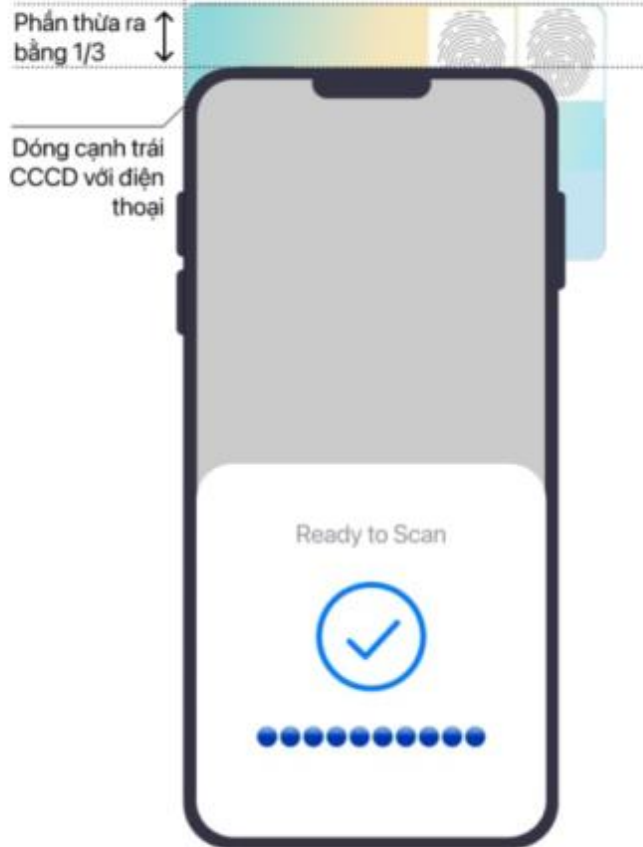 Phần thừa ra
bằng 1/3
Dóng cạnh trái
CCCD với điện
thoại
Ready to Scan